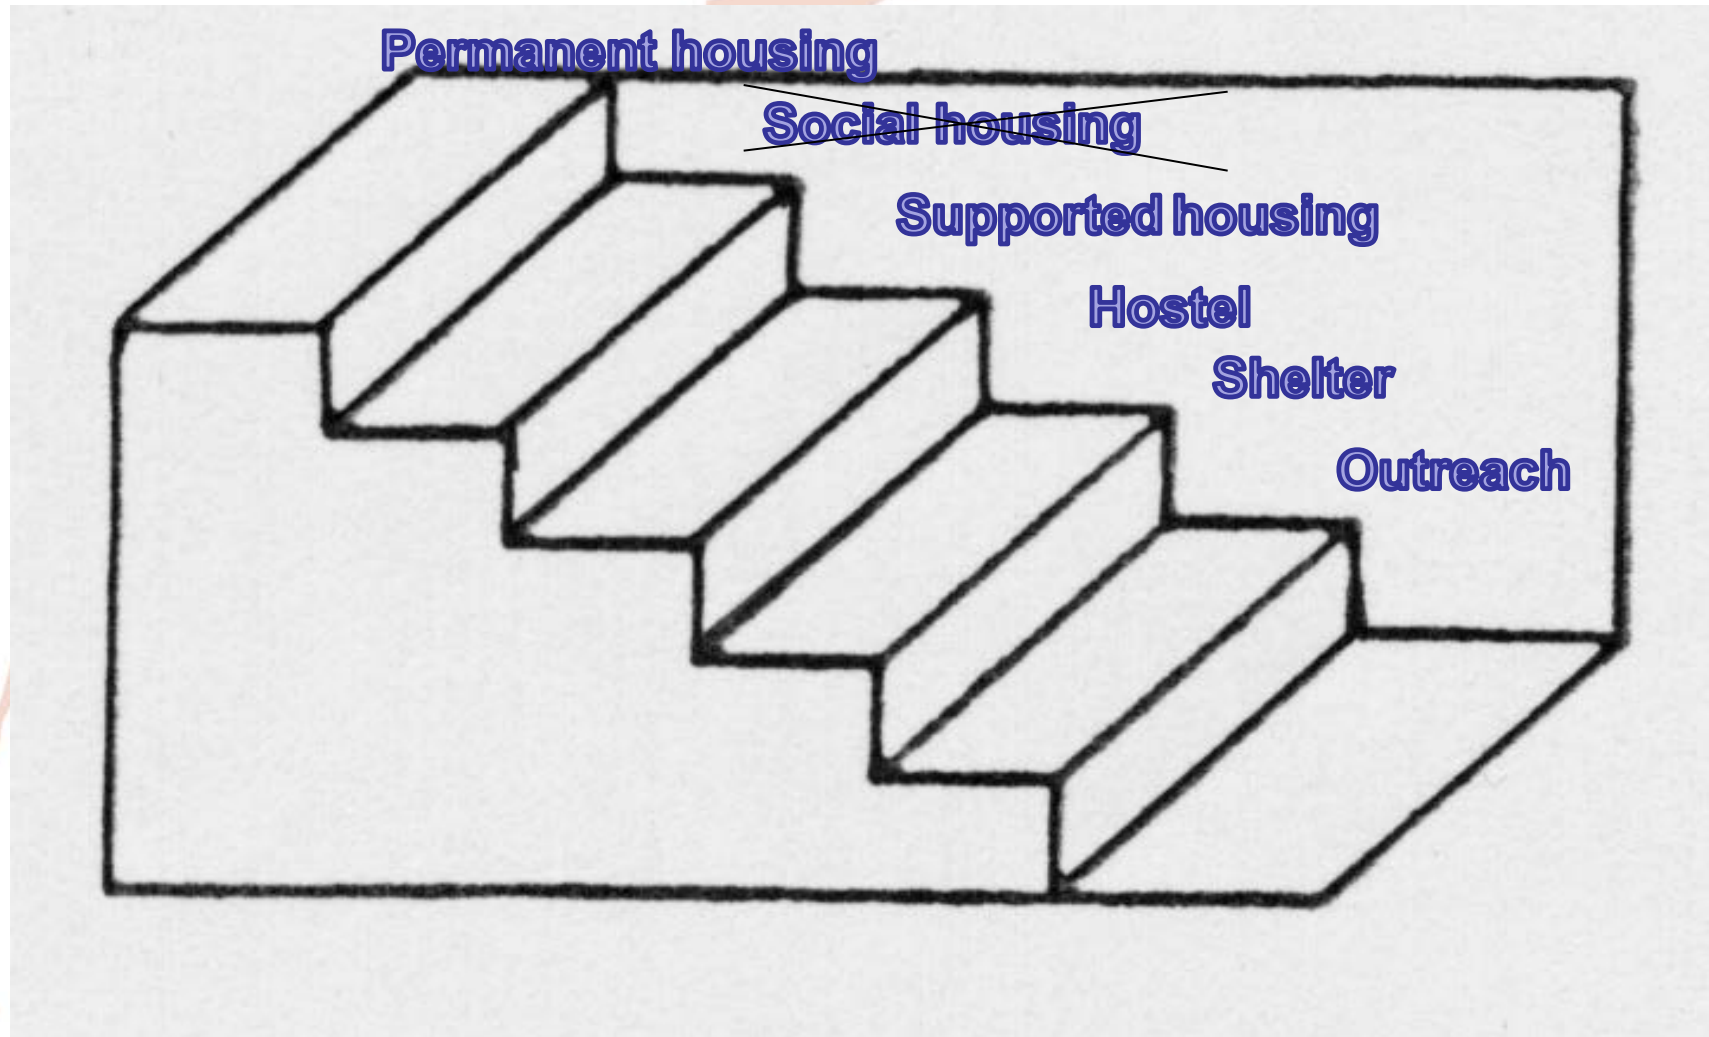 Permanent housing
Social housing
Supported housing
Hostel
Shelter
Outreach